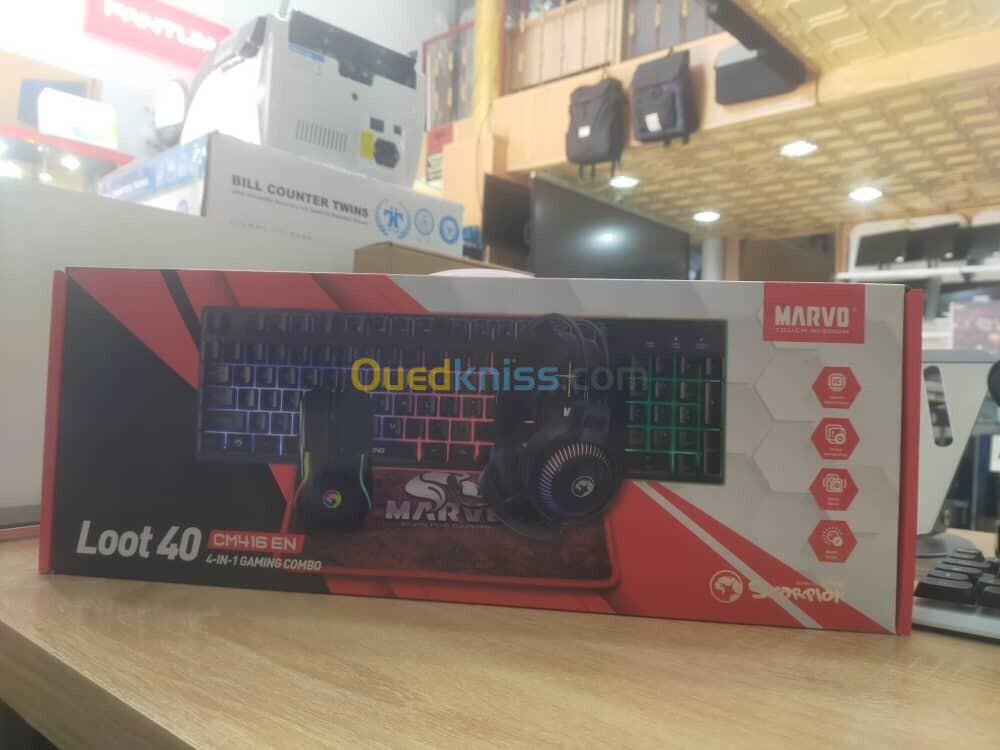 PANTUM
BILL COUNTER TWINS
MARVO
TOUCH WISDOM
Ouedkniss.com
MARVO
Loot 40
CM416 EN
4-IN-1 GAMING COMBO
Scorpion